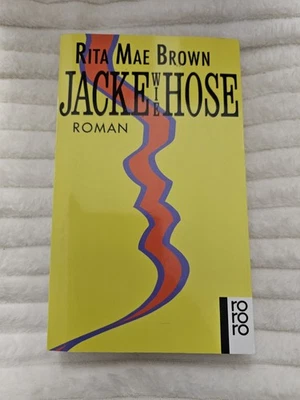 RITA MAE BROWN
JACKE WIE HOSE
ROMAN
ro
ro
ro